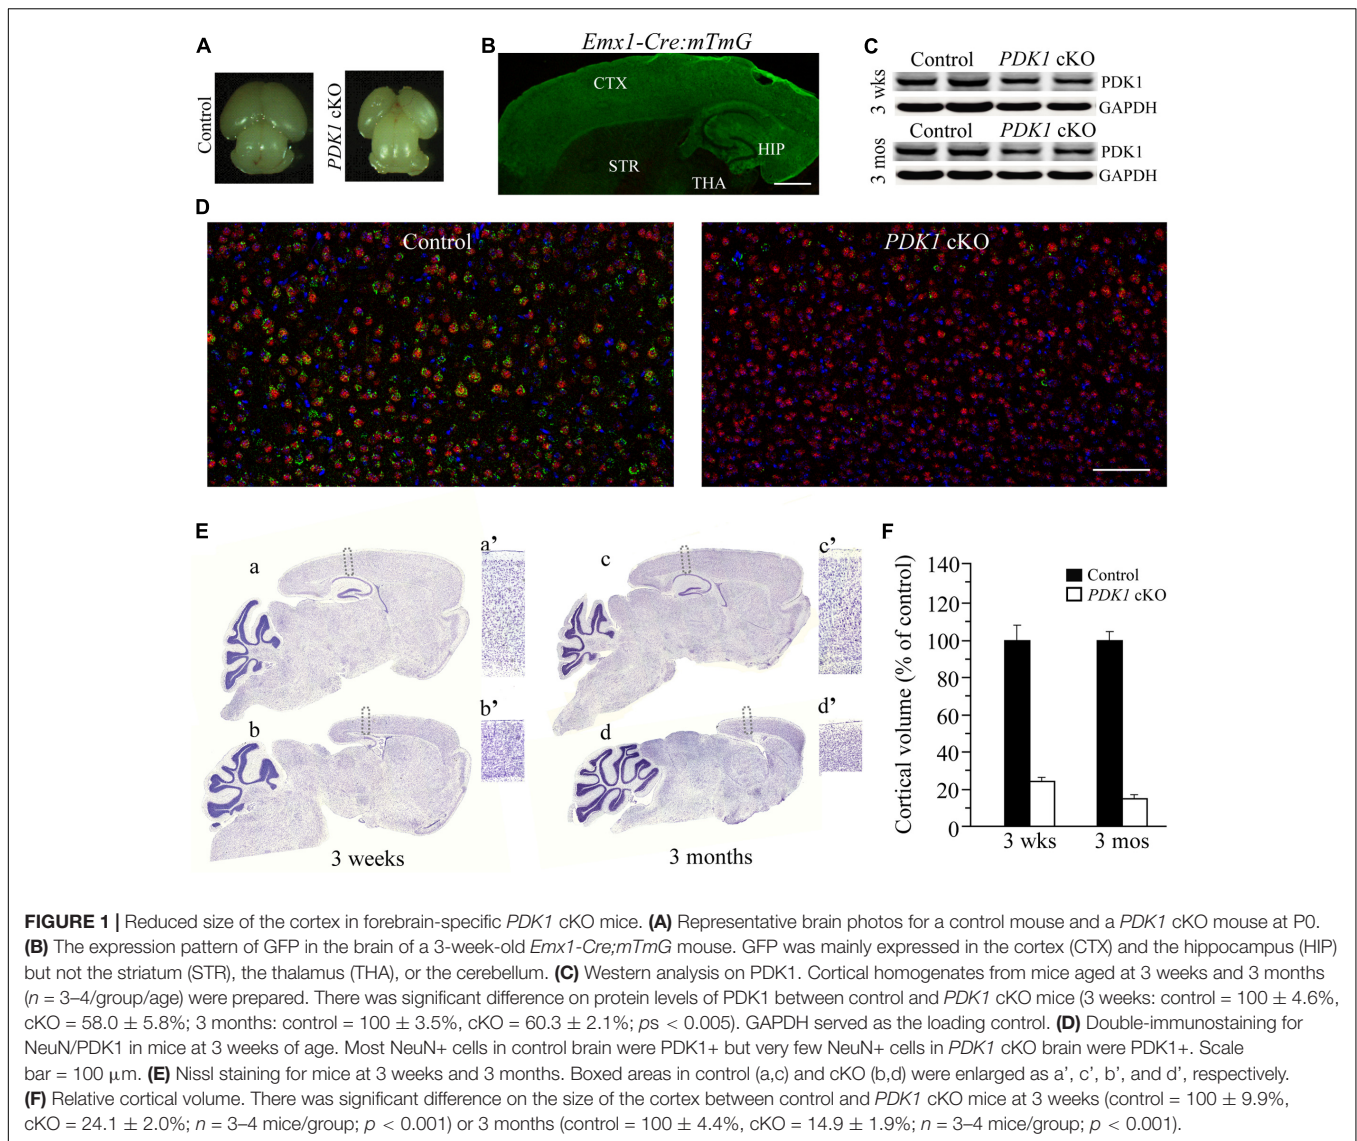 A
Control
PDK1 cKO
B
Emx1-Cre:mTmG
CTX
STR
HIP
THA
C
Control PDK1 cKO
3 wks
PDK1
GAPDH
Control PDK1 cKO
3 mos
PDK1
GAPDH
D
Control
PDK1 cKO
E
a
a’
c
c’
b
b’
d
d’
3 weeks
3 months
F
Cortical volume (% of control)
140
120
100
80
60
40
20
0
Control
PDK1 cKO
3 wks
3 mos
FIGURE 1 | Reduced size of the cortex in forebrain-specific PDK1 cKO mice. (A) Representative brain photos for a control mouse and a PDK1 cKO mouse at P0.
(B) The expression pattern of GFP in the brain of a 3-week-old Emx1-Cre;mTmG mouse. GFP was mainly expressed in the cortex (CTX) and the hippocampus (HIP)
but not the striatum (STR), the thalamus (THA), or the cerebellum. (C) Western analysis on PDK1. Cortical homogenates from mice aged at 3 weeks and 3 months
(n = 3–4/group/age) were prepared. There was significant difference on protein levels of PDK1 between control and PDK1 cKO mice (3 weeks: control = 100 ± 4.6%,
cKO = 58.0 ± 5.8%; 3 months: control = 100 ± 3.5%, cKO = 60.3 ± 2.1%; ps < 0.005). GAPDH served as the loading control. (D) Double-immunostaining for
NeuN/PDK1 in mice at 3 weeks of age. Most NeuN+ cells in control brain were PDK1+ but very few NeuN+ cells in PDK1 cKO brain were PDK1+. Scale
bar = 100 μm. (E) Nissl staining for mice at 3 weeks and 3 months. Boxed areas in control (a,c) and cKO (b,d) were enlarged as a’, c’, b’, and d’, respectively.
(F) Relative cortical volume. There was significant difference on the size of the cortex between control and PDK1 cKO mice at 3 weeks (control = 100 ± 9.9%,
cKO = 24.1 ± 2.0%; n = 3–4 mice/group; p < 0.001) or 3 months (control = 100 ± 4.4%, cKO = 14.9 ± 1.9%; n = 3–4 mice/group; p < 0.001).